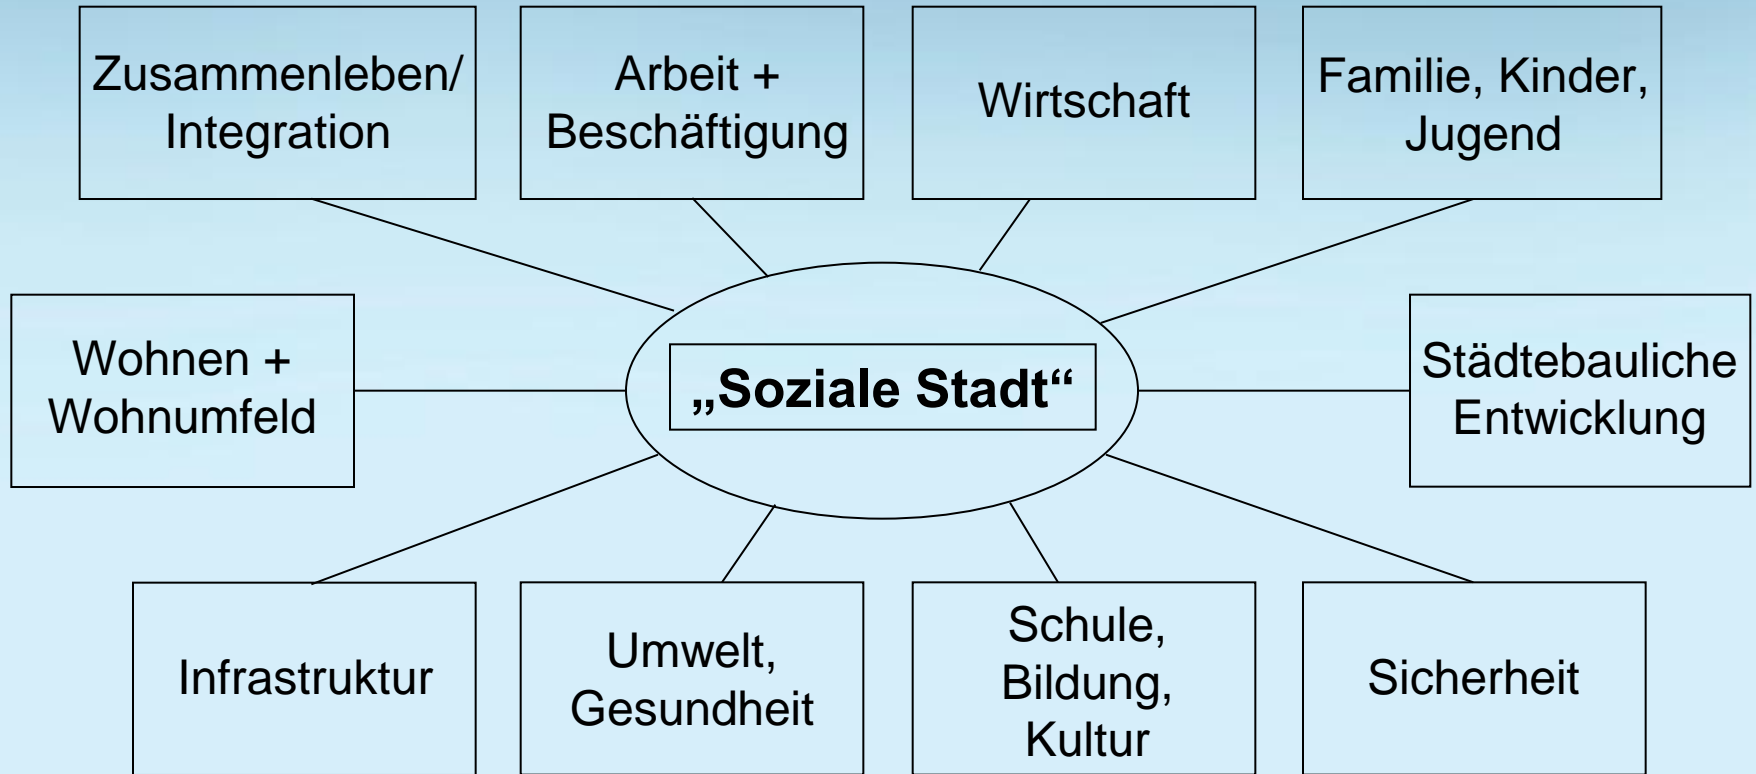 Zusammenleben/
Integration
Arbeit +
Beschäftigung
Wirtschaft
Familie, Kinder,
Jugend
Wohnen +
Wohnumfeld
„Soziale Stadt“
Städtebauliche
Entwicklung
Infrastruktur
Umwelt,
Gesundheit
Schule,
Bildung,
Kultur
Sicherheit